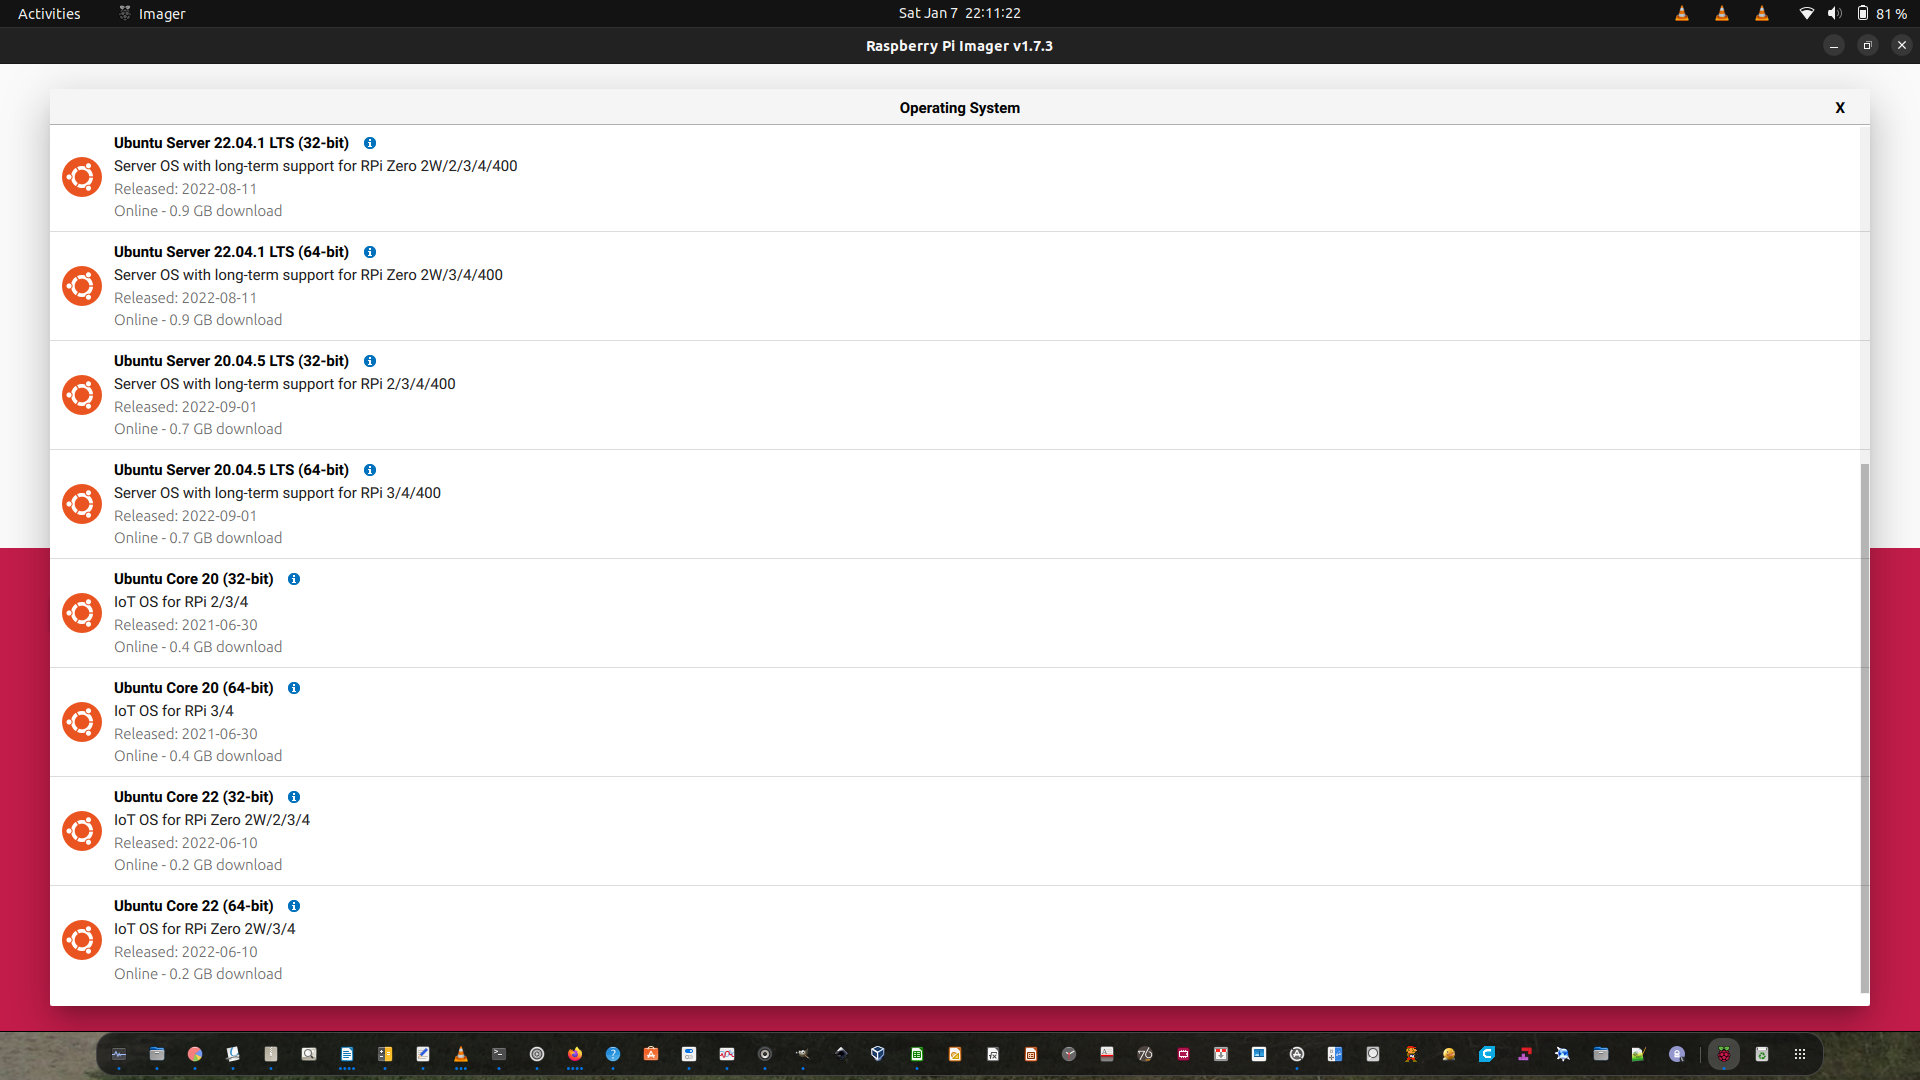 Activities
Imager
Sat Jan 7 22:11:22
81 %
Raspberry Pi Imager v1.7.3
Operating System
X
Ubuntu Server 22.04.1 LTS (32-bit)
Server OS with long-term support for RPi Zero 2W/2/3/4/400
Released: 2022-08-11
Online - 0.9 GB download
Ubuntu Server 22.04.1 LTS (64-bit)
Server OS with long-term support for RPi Zero 2W/3/4/400
Released: 2022-08-11
Online - 0.9 GB download
Ubuntu Server 20.04.5 LTS (32-bit)
Server OS with long-term support for RPi 2/3/4/400
Released: 2022-09-01
Online - 0.7 GB download
Ubuntu Server 20.04.5 LTS (64-bit)
Server OS with long-term support for RPi 3/4/400
Released: 2022-09-01
Online - 0.7 GB download
Ubuntu Core 20 (32-bit)
IoT OS for RPi 2/3/4
Released: 2021-06-30
Online - 0.4 GB download
Ubuntu Core 20 (64-bit)
IoT OS for RPi 3/4
Released: 2021-06-30
Online - 0.4 GB download
Ubuntu Core 22 (32-bit)
IoT OS for RPi Zero 2W/2/3/4
Released: 2022-06-10
Online - 0.2 GB download
Ubuntu Core 22 (64-bit)
IoT OS for RPi Zero 2W/3/4
Released: 2022-06-10
Online - 0.2 GB download